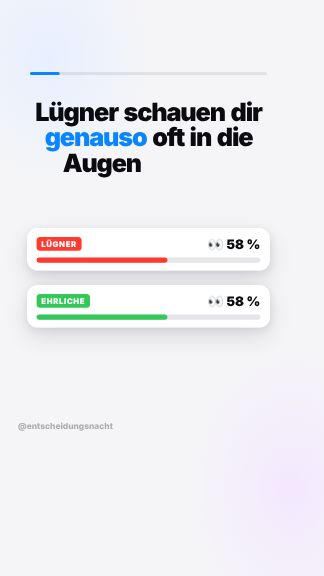 Lügner schauen dir
genauso oft in die
Augen
LÜGNER 👀 58 %
EHRLICHE 👀 58 %
@entscheidungsnacht